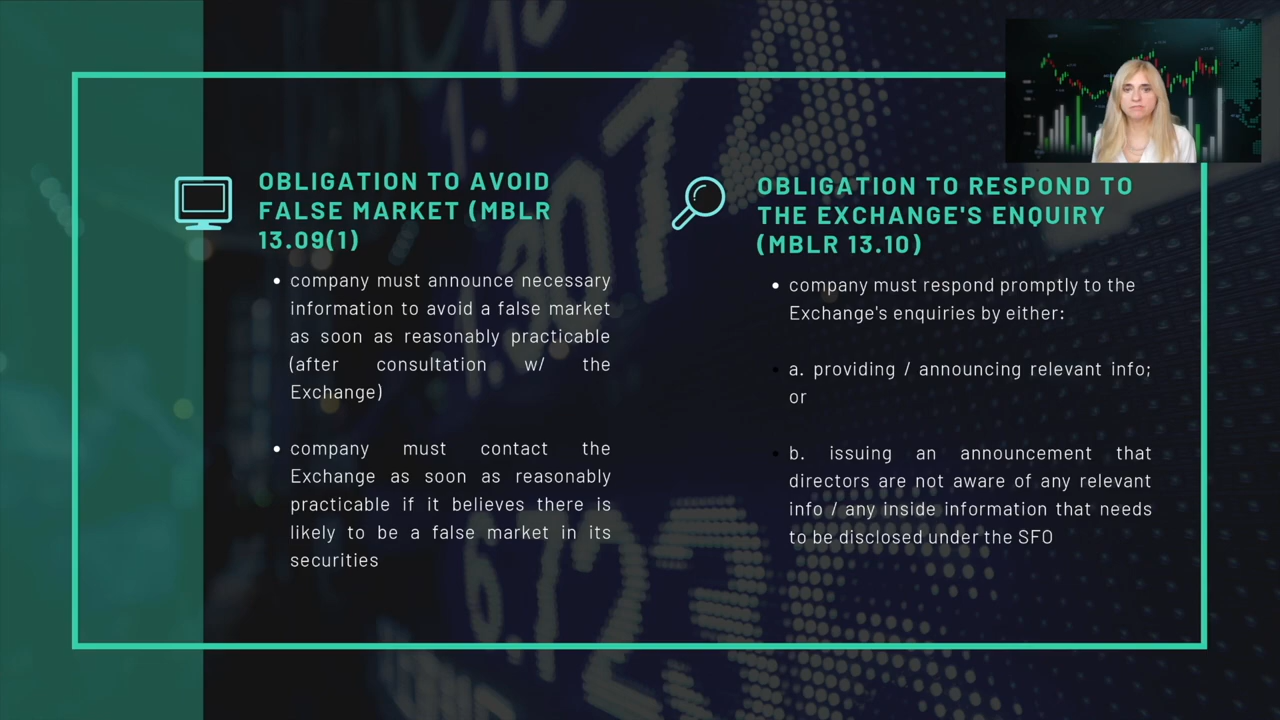 OBLIGATION TO AVOID
FALSE MARKET (MBLR
13.09(1)
company must announce necessary
information to avoid a false market
as soon as reasonably practicable
(after consultation w/ the
Exchange)
company must contact the
Exchange as soon as reasonably
practicable if it believes there is
likely to be a false market in its
securities
OBLIGATION TO RESPOND TO
THE EXCHANGE'S ENQUIRY
(MBLR 13.10)
company must respond promptly to the
Exchange's enquiries by either:
a. providing / announcing relevant info;
or
b. issuing an announcement that
directors are not aware of any relevant
info / any inside information that needs
to be disclosed under the SFO